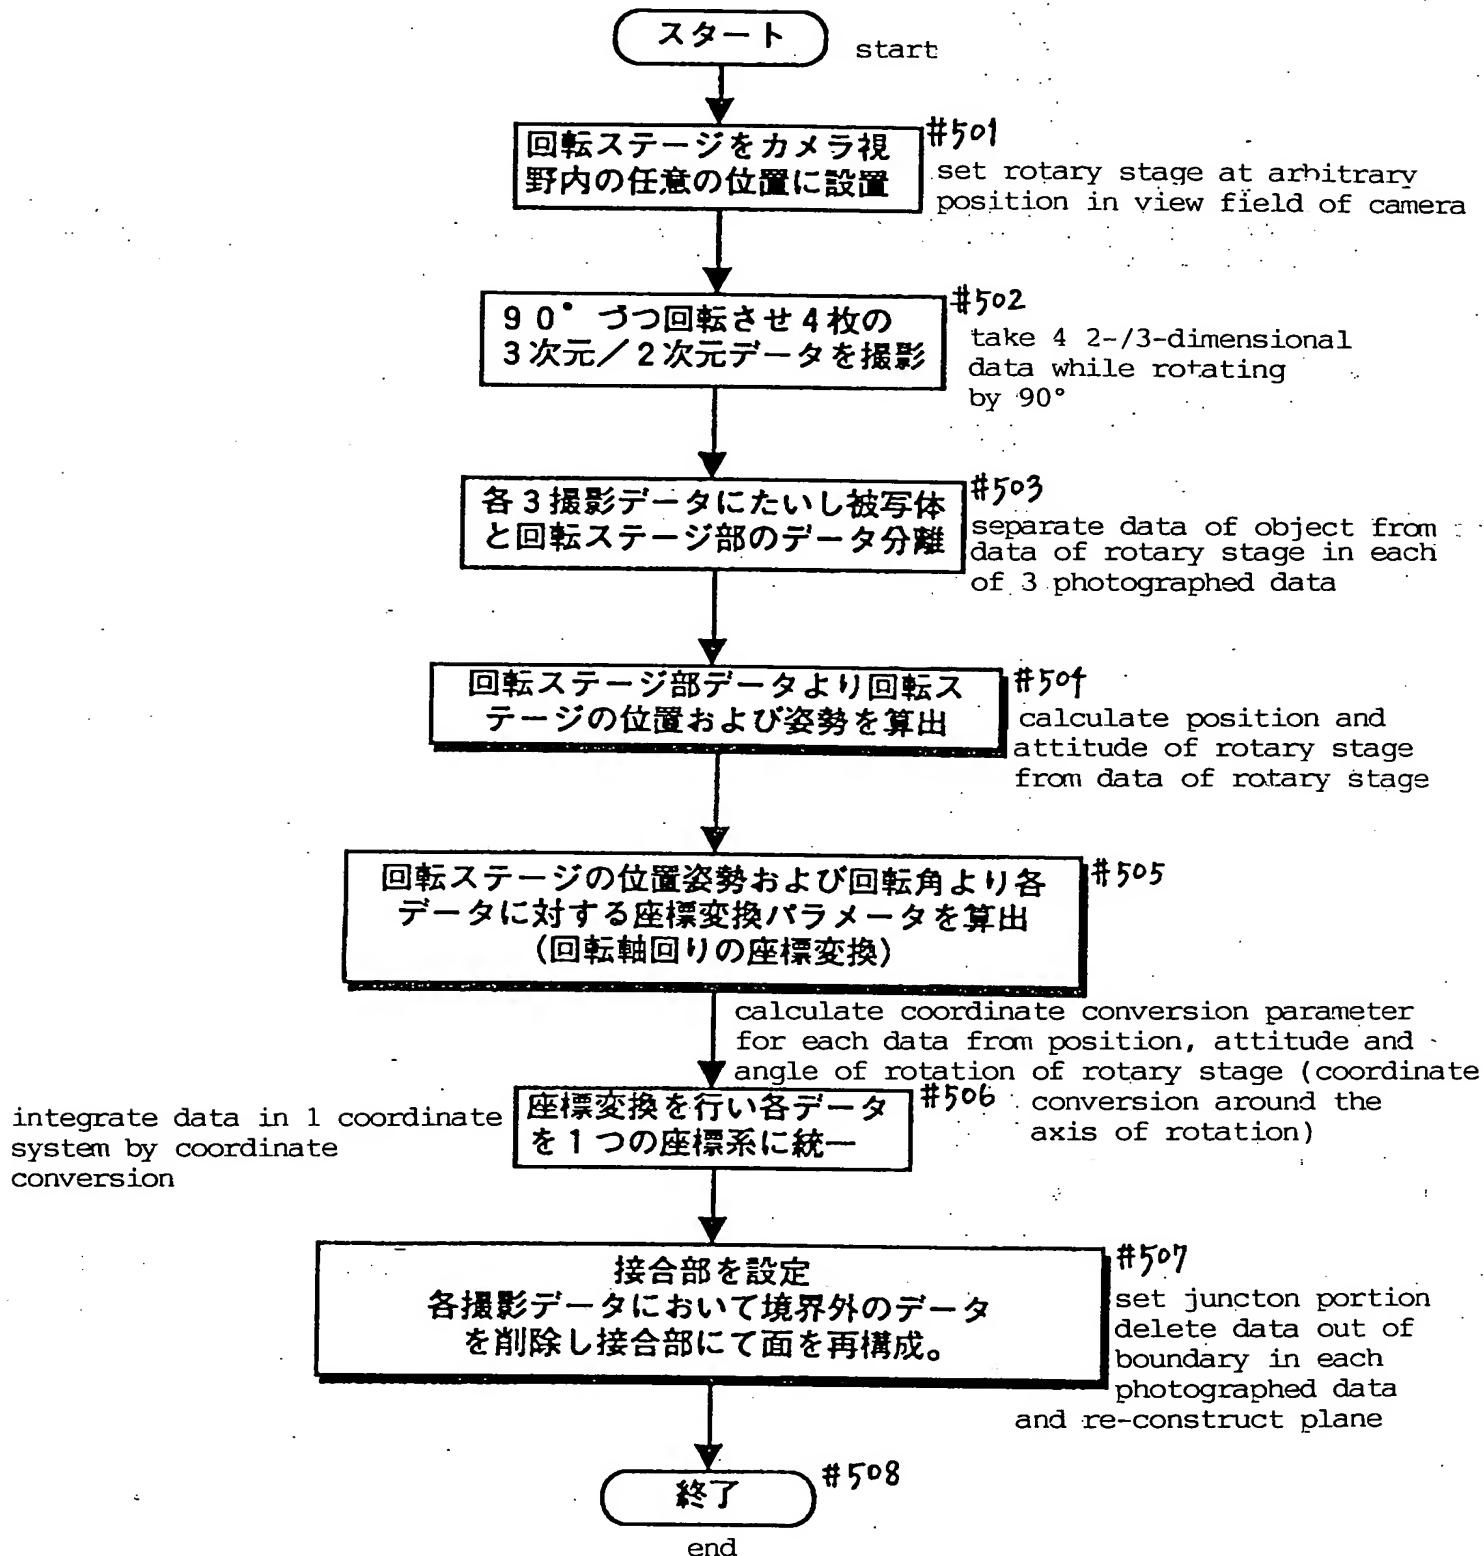 スタート
start
回転ステージをカメラ視
野内の任意の位置に設置
#501
set rotary stage at arbitrary
position in view field of camera
90° づつ回転させ4枚の
3次元／2次元データを撮影
#502
take 4 2-/3-dimensional
data while rotating
by 90°
各3撮影データにたいし被写体
と回転ステージ部のデータ分離
#503
separate data of object from
data of rotary stage in each
of 3 photographed data
回転ステージ部データより回転ス
テージの位置および姿勢を算出
#504
calculate position and
attitude of rotary stage
from data of rotary stage
回転ステージの位置姿勢および回転角より各
データに対する座標変換パラメータを算出
(回転軸回りの座標変換)
#505
calculate coordinate conversion parameter
for each data from position, attitude and
angle of rotation of rotary stage (coordinate
conversion around the
axis of rotation)
座標変換を行い各データ
を1つの座標系に統一
#506
integrate data in 1 coordinate
system by coordinate
conversion
接合部を設定
各撮影データにおいて境界外のデータ
を削除し接合部にて面を再構成。
#507
set juncton portion
delete data out of
boundary in each
photographed data
and re-construct plane
終了
#508
end